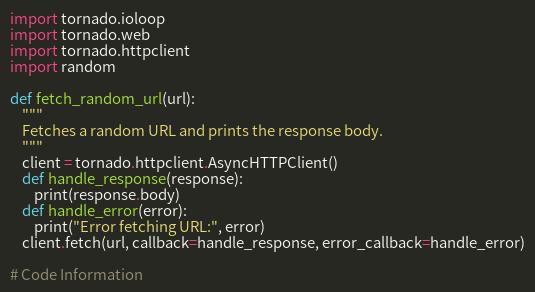 import tornado.ioloop
import tornado.web
import tornado.httpclient
import random
def fetch_random_url(url):
"""
Fetches a random URL and prints the response body.
"""
client = tornado.httpclient.AsyncHTTPClient()
def handle_response(response):
print(response.body)
def handle_error(error):
print("Error fetching URL:", error)
client.fetch(url, callback=handle_response, error_callback=handle_error)
# Code Information